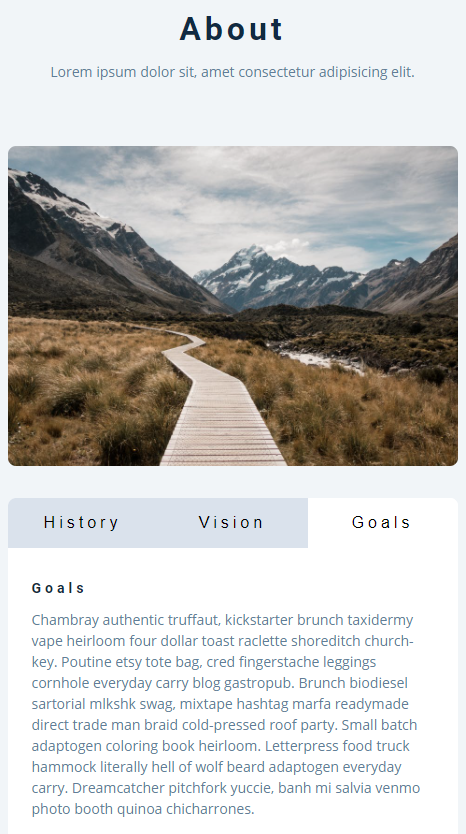 About
Lorem ipsum dolor sit, amet consectetur adipisicing elit.
History Vision Goals
Goals
Chambray authentic truffaut, kickstarter brunch taxidermy
vape heirloom four dollar toast raclette shoreditch church-
key. Poutine etsy tote bag, cred fingerstache leggings
cornhole everyday carry blog gastropub. Brunch biodiesel
sartorial mlkshk swag, mixtape hashtag marfa readymade
direct trade man braid cold-pressed roof party. Small batch
adaptogen coloring book heirloom. Letterpress food truck
hammock literally hell of wolf beard adaptogen everyday
carry. Dreamcatcher pitchfork yuccie, banh mi salvia venmo
photo booth quinoa chicharrones.